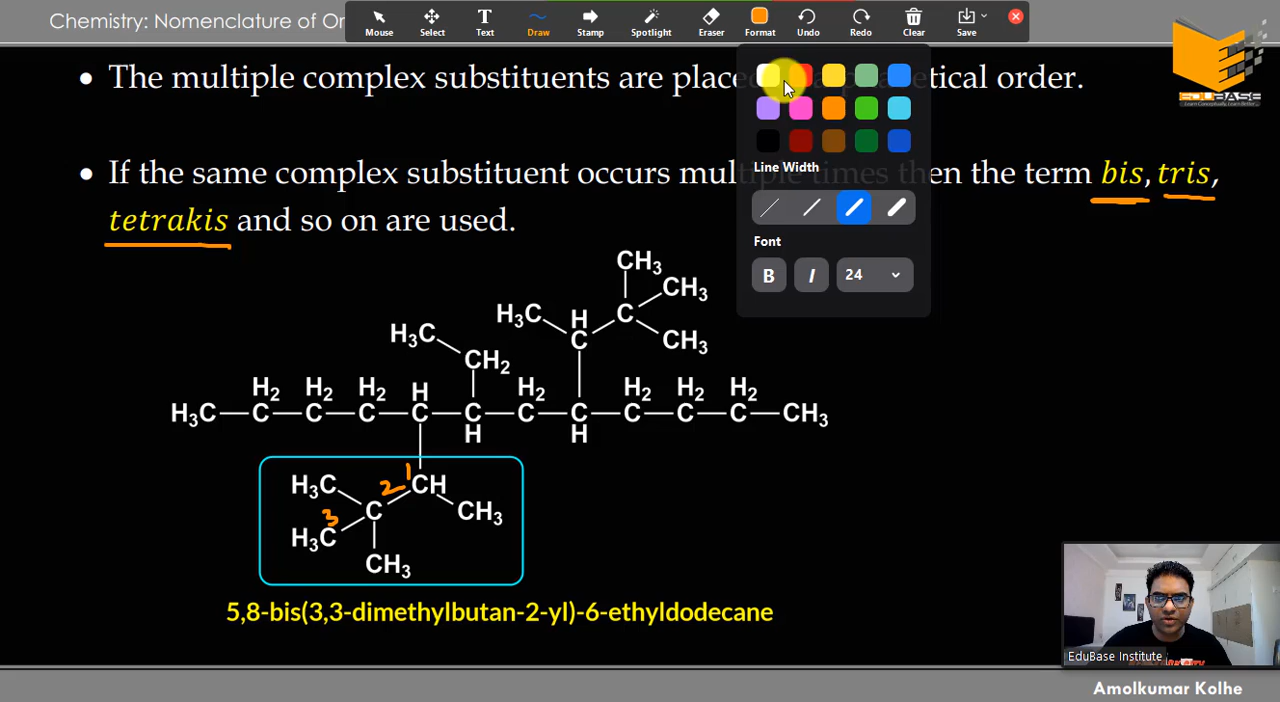 Chemistry: Nomenclature of Or
Mouse
Select
Text
Draw
Stamp
Spotlight
Eraser
Format
Undo
Redo
Clear
Save
EDUBASE
• The multiple complex substituents are place etical order.
Line Width
• If the same complex substituent occurs multiple times then the term bis, tris,
tetrakis and so on are used.
Font
B I 24
CH3
H3C H C CH3
H3C CH2 C CH3
H2 H2 H2 H H2 H2 H2 H2
H3C C C C C C C C C C C CH3
H H
1
H3C 2 CH
3 C CH3
H3C
CH3
5,8-bis(3,3-dimethylbutan-2-yl)-6-ethyldodecane
EduBase Institute
Amolkumar Kolhe